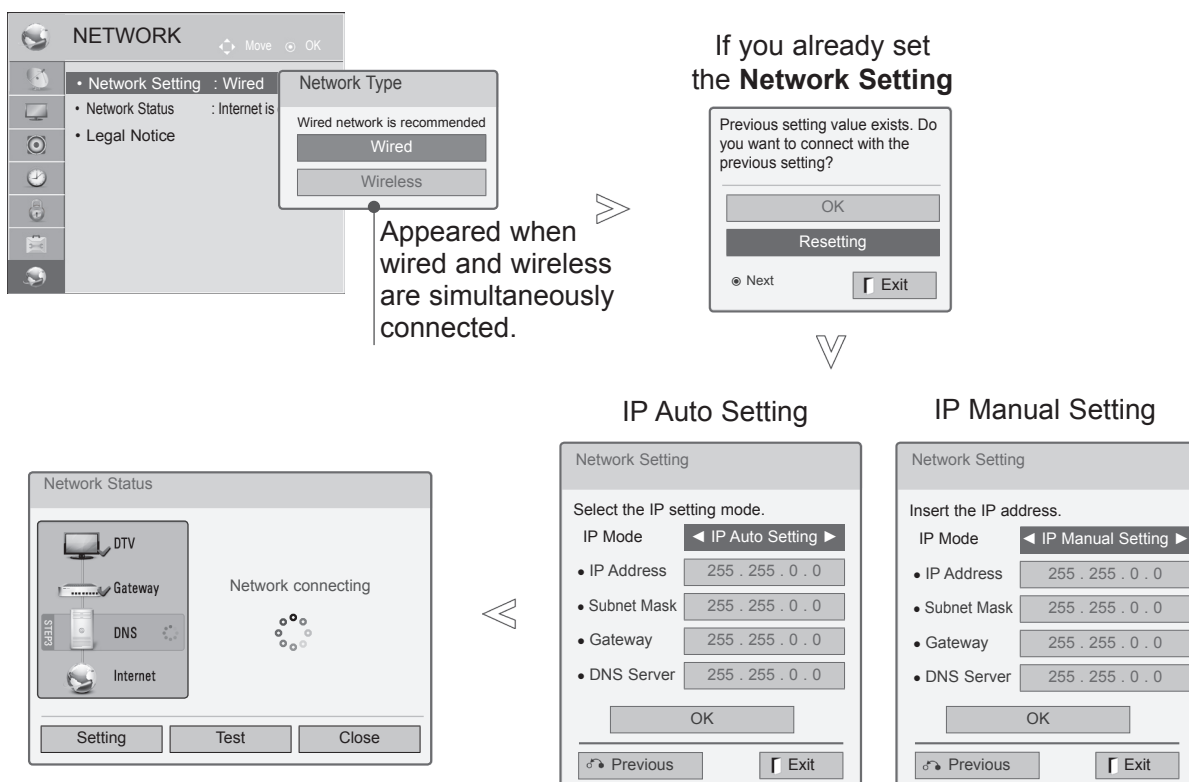 NETWORK
Move OK
• Network Setting : Wired
• Network Status : Internet is
• Legal Notice
Network Type
Wired network is recommended
Wired
Wireless
Appeared when
wired and wireless
are simultaneously
connected.
If you already set
the Network Setting
Previous setting value exists. Do
you want to connect with the
previous setting?
OK
Resetting
Next
Exit
IP Auto Setting
Network Setting
Select the IP setting mode.
IP Mode ◄ IP Auto Setting ►
• IP Address 255 . 255 . 0 . 0
• Subnet Mask 255 . 255 . 0 . 0
• Gateway 255 . 255 . 0 . 0
• DNS Server 255 . 255 . 0 . 0
OK
Previous
Exit
IP Manual Setting
Network Setting
Insert the IP address.
IP Mode ◄ IP Manual Setting ►
• IP Address 255 . 255 . 0 . 0
• Subnet Mask 255 . 255 . 0 . 0
• Gateway 255 . 255 . 0 . 0
• DNS Server 255 . 255 . 0 . 0
OK
Previous
Exit
Network Status
DTV
Gateway
STEP3
DNS
Internet
Network connecting
Setting
Test
Close